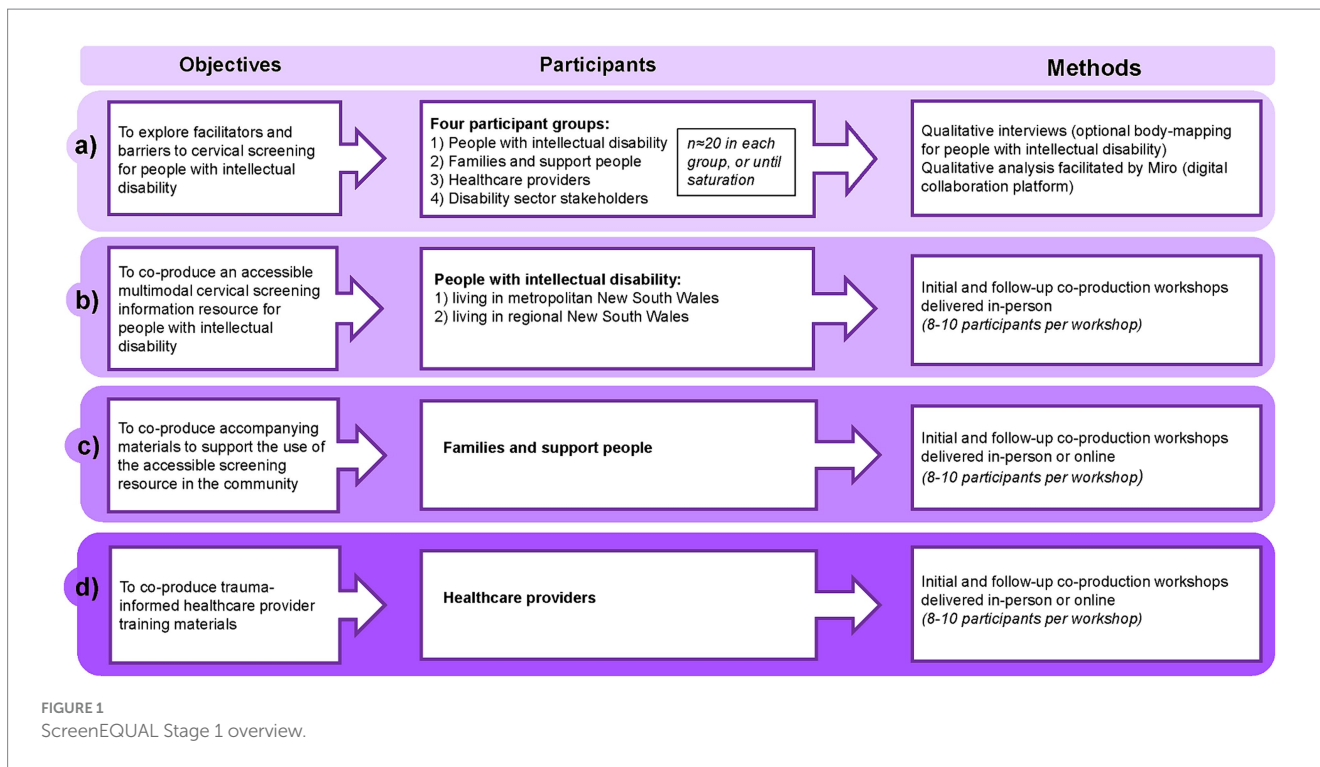 Objectives
Participants
Methods
a)
To explore facilitators and
barriers to cervical screening
for people with intellectual
disability
Four participant groups:
1) People with intellectual disability
2) Families and support people
3) Healthcare providers
4) Disability sector stakeholders
n≈20 in each
group, or until
saturation
Qualitative interviews (optional body-mapping
for people with intellectual disability)
Qualitative analysis facilitated by Miro (digital
collaboration platform)
b)
To co-produce an accessible
multimodal cervical screening
information resource for
people with intellectual
disability
People with intellectual disability:
1) living in metropolitan New South Wales
2) living in regional New South Wales
Initial and follow-up co-production workshops
delivered in-person
(8-10 participants per workshop)
c)
To co-produce accompanying
materials to support the use of
the accessible screening
resource in the community
Families and support people
Initial and follow-up co-production workshops
delivered in-person or online
(8-10 participants per workshop)
d)
To co-produce trauma-
informed healthcare provider
training materials
Healthcare providers
Initial and follow-up co-production workshops
delivered in-person or online
(8-10 participants per workshop)
FIGURE 1
ScreenEQUAL Stage 1 overview.